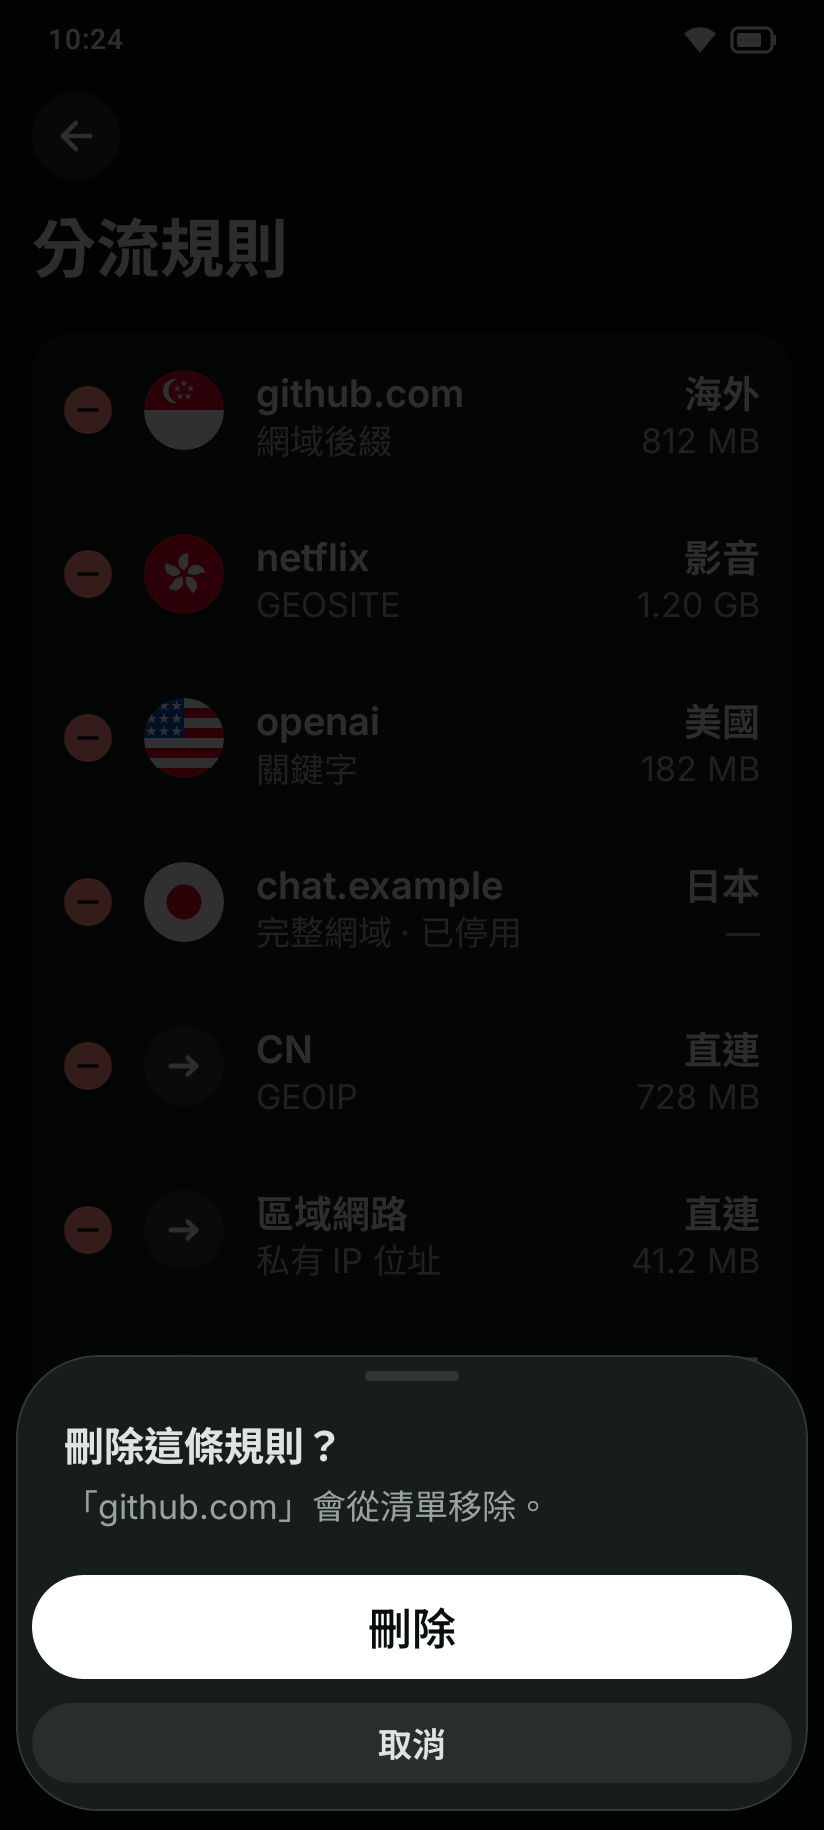 10:24
分流規則
github.com 海外
網域後綴 812 MB
netflix 影音
GEOSITE 1.20 GB
openai 美國
關鍵字 182 MB
chat.example 日本
完整網域 · 已停用 —
CN 直連
GEOIP 728 MB
區域網路 直連
私有 IP 位址 41.2 MB
刪除這條規則？
「github.com」會從清單移除。
刪除
取消